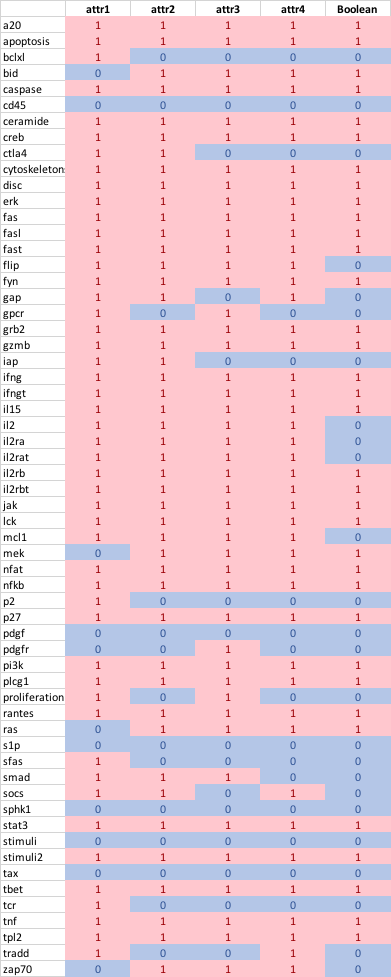 attr1 attr2 attr3 attr4 Boolean
a20 1 1 1 1 1
apoptosis 1 1 1 1 1
bclxl 1 0 0 0 0
bid 0 1 1 1 1
caspase 1 1 1 1 1
cd45 0 0 0 0 0
ceramide 1 1 1 1 1
creb 1 1 1 1 1
ctla4 1 1 0 0 0
cytoskeleton 1 1 1 1 1
disc 1 1 1 1 1
erk 1 1 1 1 1
fas 1 1 1 1 1
fasl 1 1 1 1 1
fast 1 1 1 1 1
flip 1 1 1 1 0
fyn 1 1 1 1 1
gap 1 1 0 1 0
gpcr 1 0 1 0 0
grb2 1 1 1 1 1
gzmb 1 1 1 1 1
iap 1 1 0 0 0
ifng 1 1 1 1 1
ifngt 1 1 1 1 1
il15 1 1 1 1 1
il2 1 1 1 1 0
il2ra 1 1 1 1 0
il2rat 1 1 1 1 0
il2rb 1 1 1 1 1
il2rbt 1 1 1 1 1
jak 1 1 1 1 1
lck 1 1 1 1 1
mcl1 1 1 1 1 0
mek 0 1 1 1 1
nfat 1 1 1 1 1
nfkb 1 1 1 1 1
p2 1 0 0 0 0
p27 1 1 1 1 1
pdgf 0 0 0 0 0
pdgfr 0 0 1 0 0
pi3k 1 1 1 1 1
plcg1 1 1 1 1 1
proliferation 1 0 1 0 0
rantes 1 1 1 1 1
ras 0 1 1 1 1
s1p 0 0 0 0 0
sfas 1 0 0 0 0
smad 1 1 1 0 0
socs 1 1 0 1 0
sphk1 0 0 0 0 0
stat3 1 1 1 1 1
stimuli 0 0 0 0 0
stimuli2 1 1 1 1 1
tax 0 0 0 0 0
tbet 1 1 1 1 1
tcr 1 0 0 0 0
tnf 1 1 1 1 1
tpl2 1 1 1 1 1
tradd 1 0 0 1 0
zap70 0 1 1 1 0